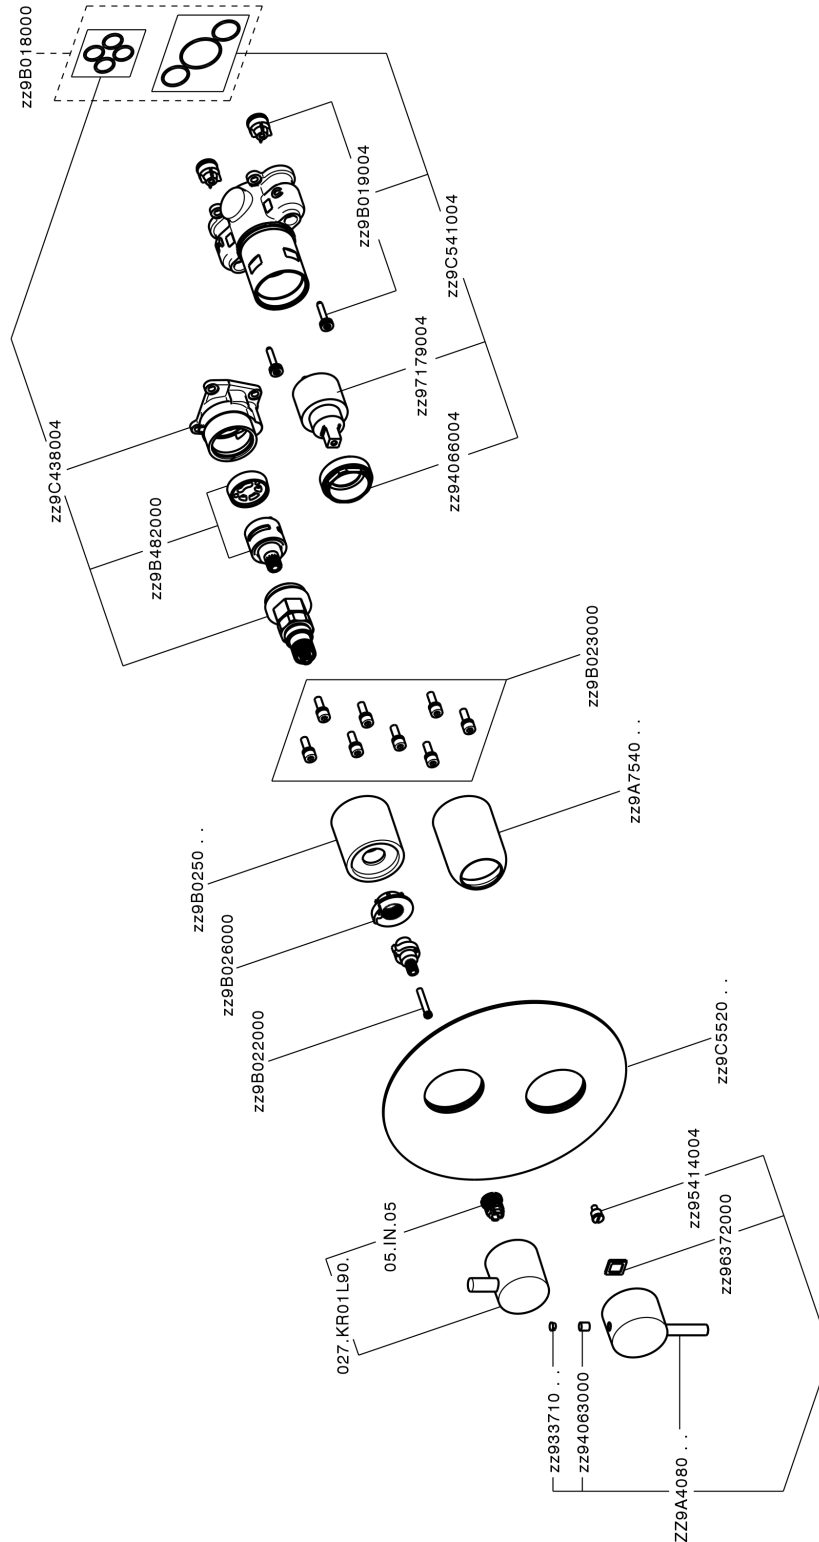 zz9B018000
zz9B019004
zz9C541004
zz97179004
zz94066004
zz9C438004
zz9B482000
zz9B023000
zz9A7540 . .
zz9B0250 . .
zz9B026000
zz9B022000
zz9C5520 . .
zz95414004
zz96372000
05.IN.05
027.KR01L90.
zz933710 . .
zz94063000
ZZ9A4080 . .